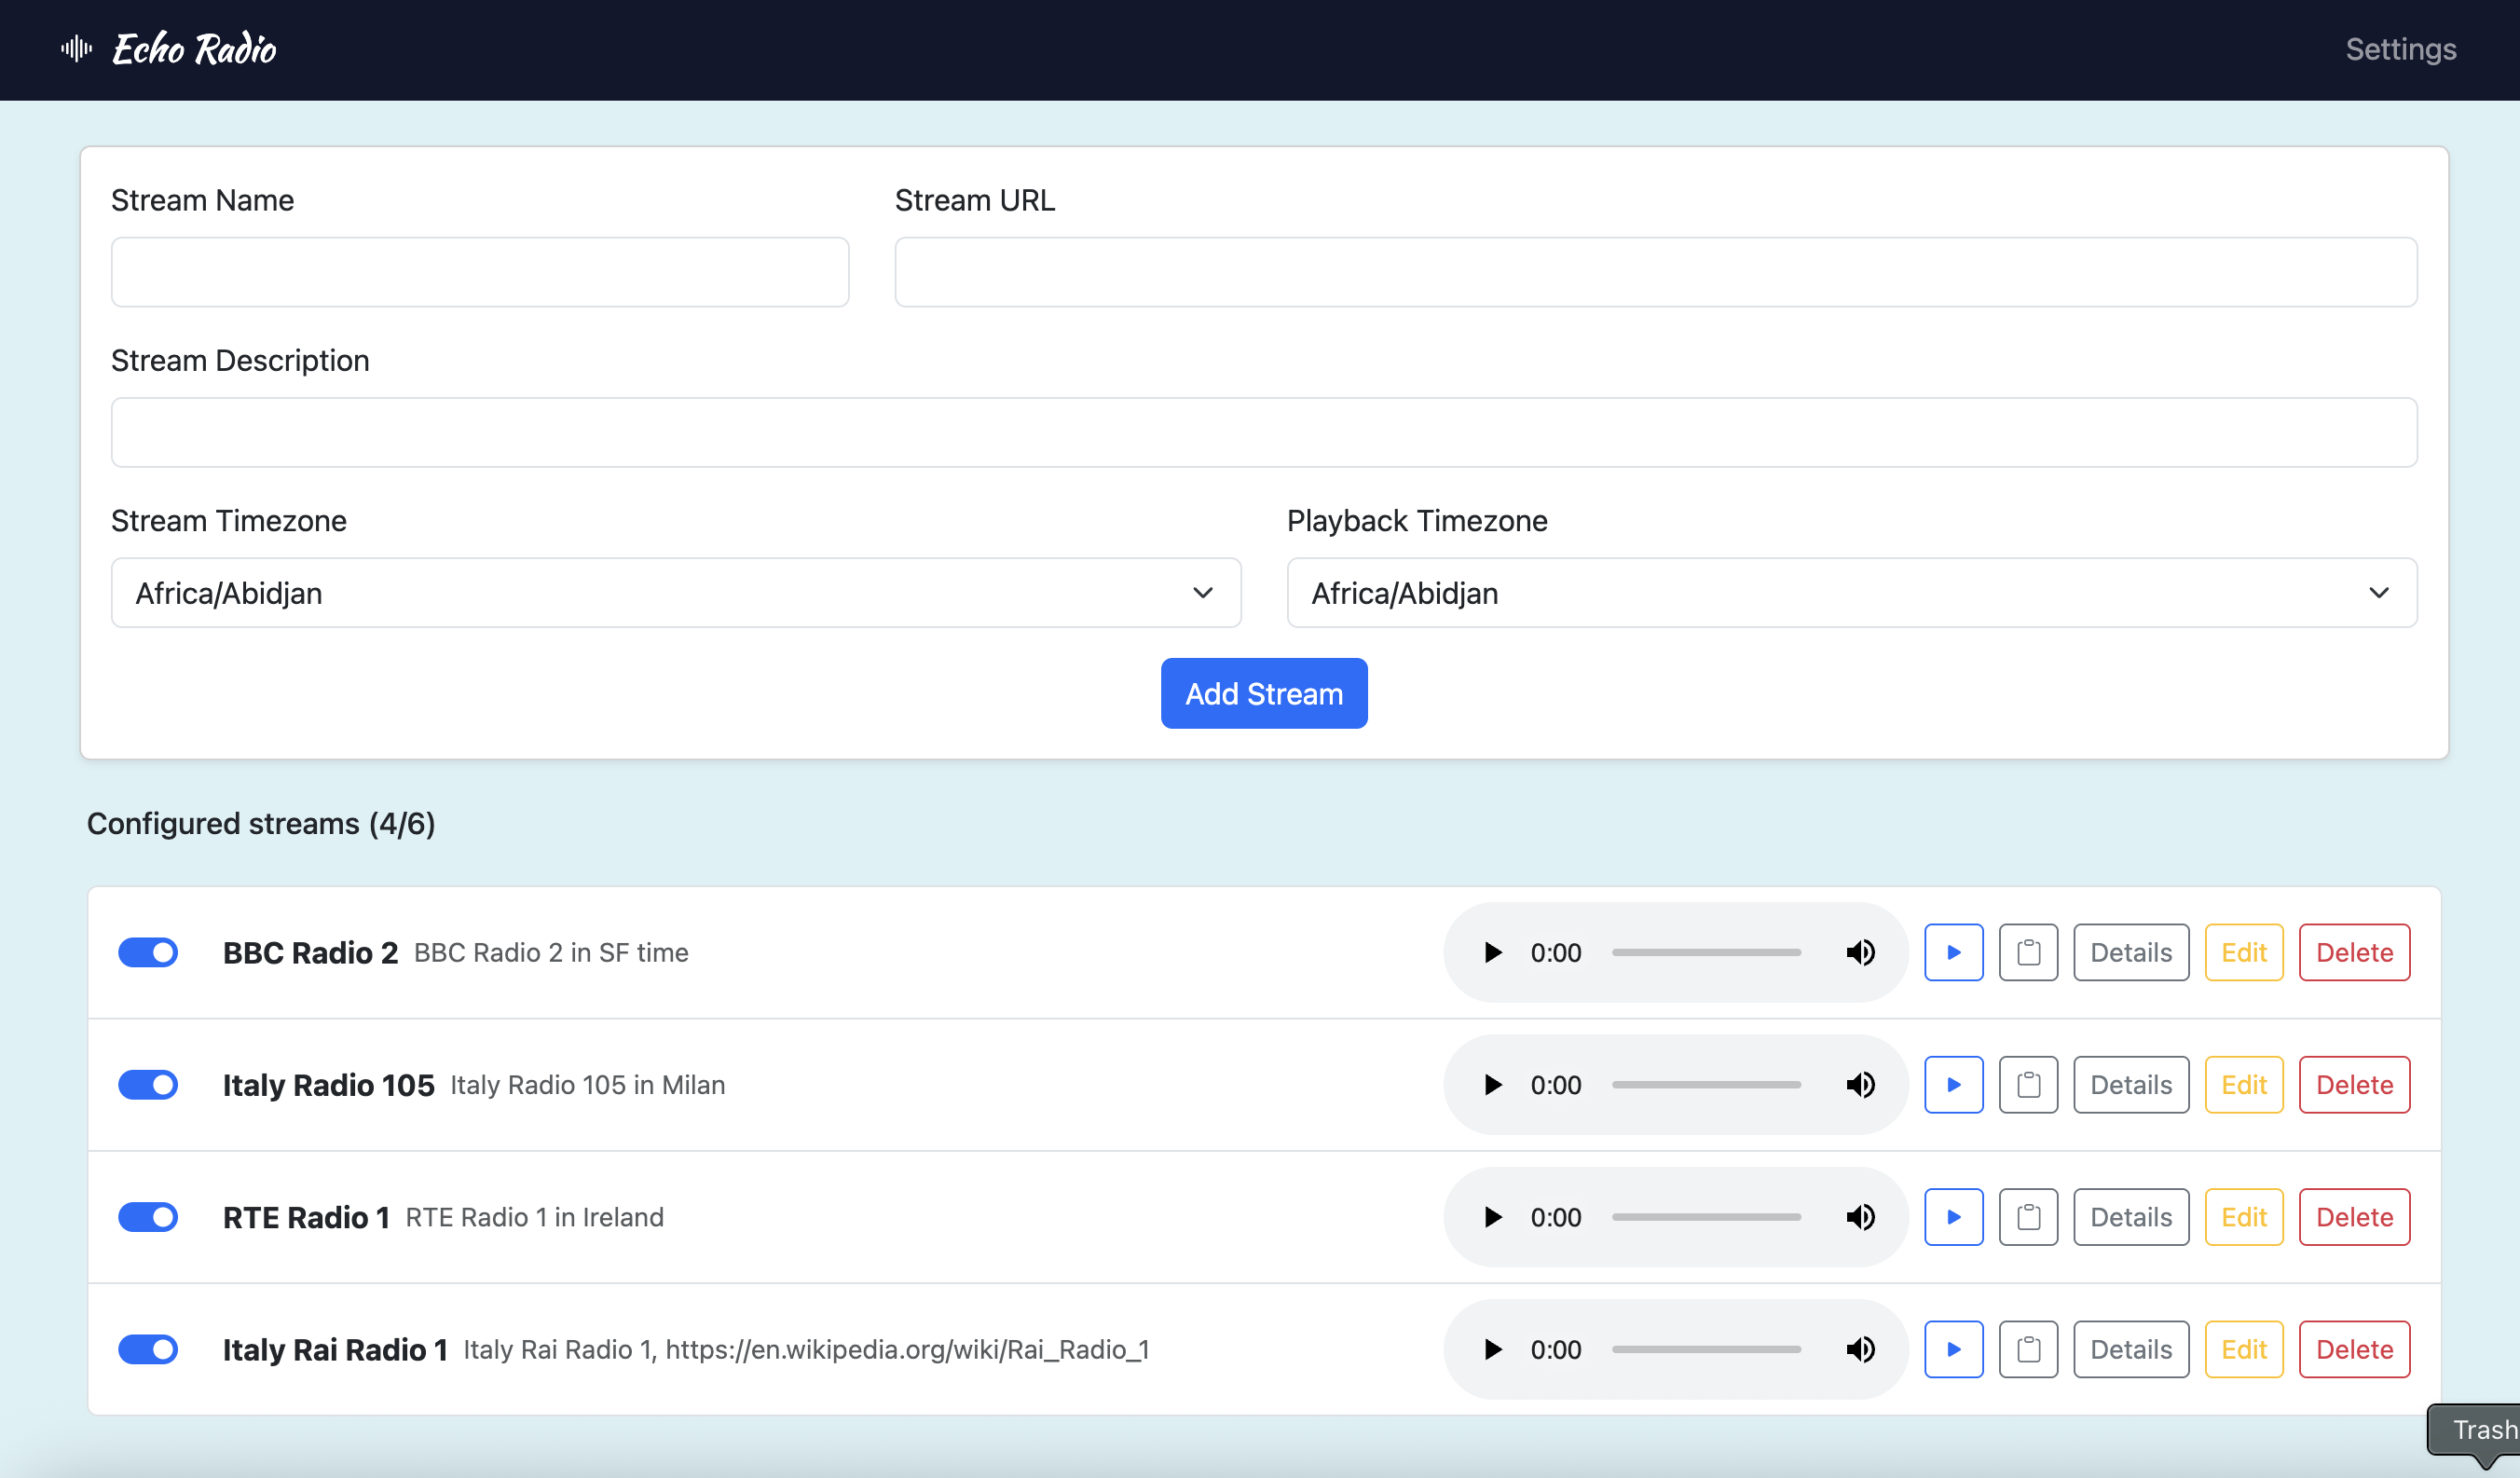 Echo Radio Settings
Stream Name Stream URL
Stream Description
Stream Timezone Playback Timezone
Africa/Abidjan Africa/Abidjan
Add Stream
Configured streams (4/6)
BBC Radio 2 BBC Radio 2 in SF time 0:00 Details Edit Delete
Italy Radio 105 Italy Radio 105 in Milan 0:00 Details Edit Delete
RTE Radio 1 RTE Radio 1 in Ireland 0:00 Details Edit Delete
Italy Rai Radio 1 Italy Rai Radio 1, https://en.wikipedia.org/wiki/Rai_Radio_1 0:00 Details Edit Delete
Trash